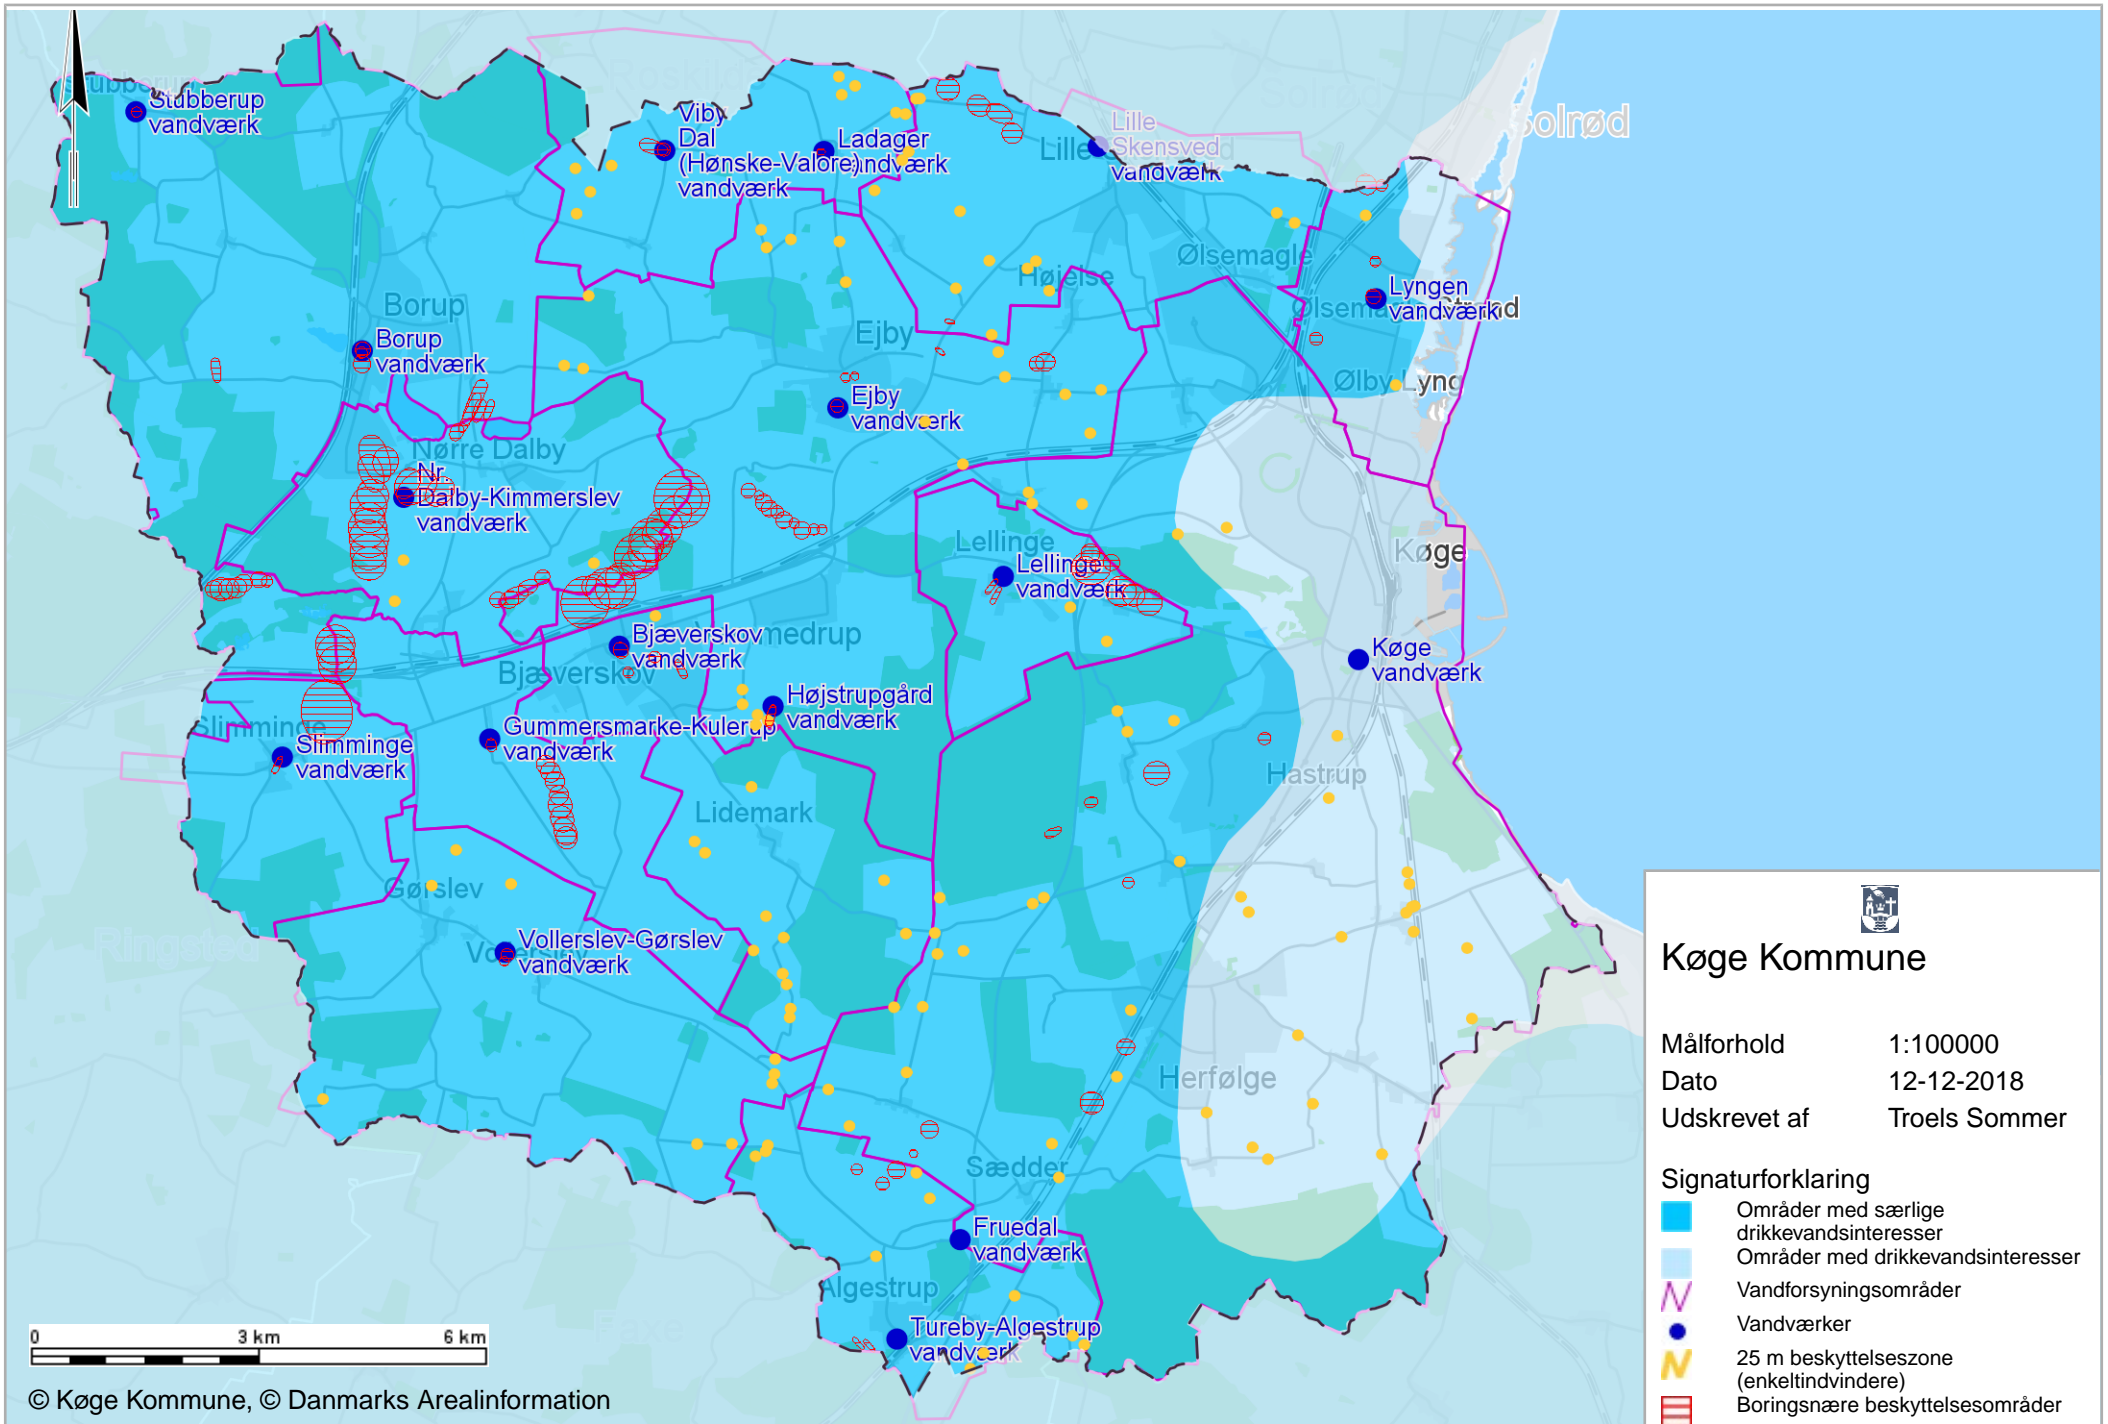 Stubberup
Stubberup
vandværk
Viby
Dal
(Hønske-Valore)
vandværk
Ladager
andværk
Lille
Lille
Skensved
vandværk
Solrød
Ølsemagle
Højelse
Lyngen
vandværk
Borup
Borup
vandværk
Ejby
Ejby
vandværk
Ølby Lyng
Nørre Dalby
Nr.
Dalby-Kimmerslev
vandværk
Lellinge
Lellinge
vandværk
Køge
Køge
vandværk
Bjæverskov
vandværk
Bjæverskov
medrup
Højstrupgård
vandværk
Gummersmarke-Kulerup
vandværk
Slimminge
Slimminge
vandværk
Hastrup
Lidemark
Gørslev
Ringsted
Vollerslev-Gørslev
vandværk
Herfølge
Sædder
Fruedal
vandværk
Algestrup
Tureby-Algestrup
vandværk
Faxe
0 3 km 6 km
© Køge Kommune, © Danmarks Arealinformation
Køge Kommune
Målforhold 1:100000
Dato 12-12-2018
Udskrevet af Troels Sommer
Signaturforklaring
Områder med særlige
drikkevandsinteresser
Områder med drikkevandsinteresser
Vandforsyningsområder
Vandværker
25 m beskyttelseszone
(enkeltindvindere)
Boringsnære beskyttelsesområder